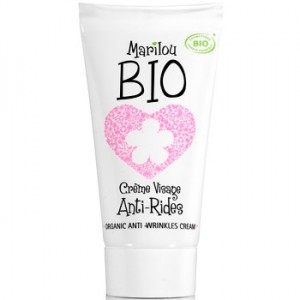 Marilou
BIO
BIO
Crème Visage
Anti-Rides
ORGANIC ANTI-WRINKLES CREAM